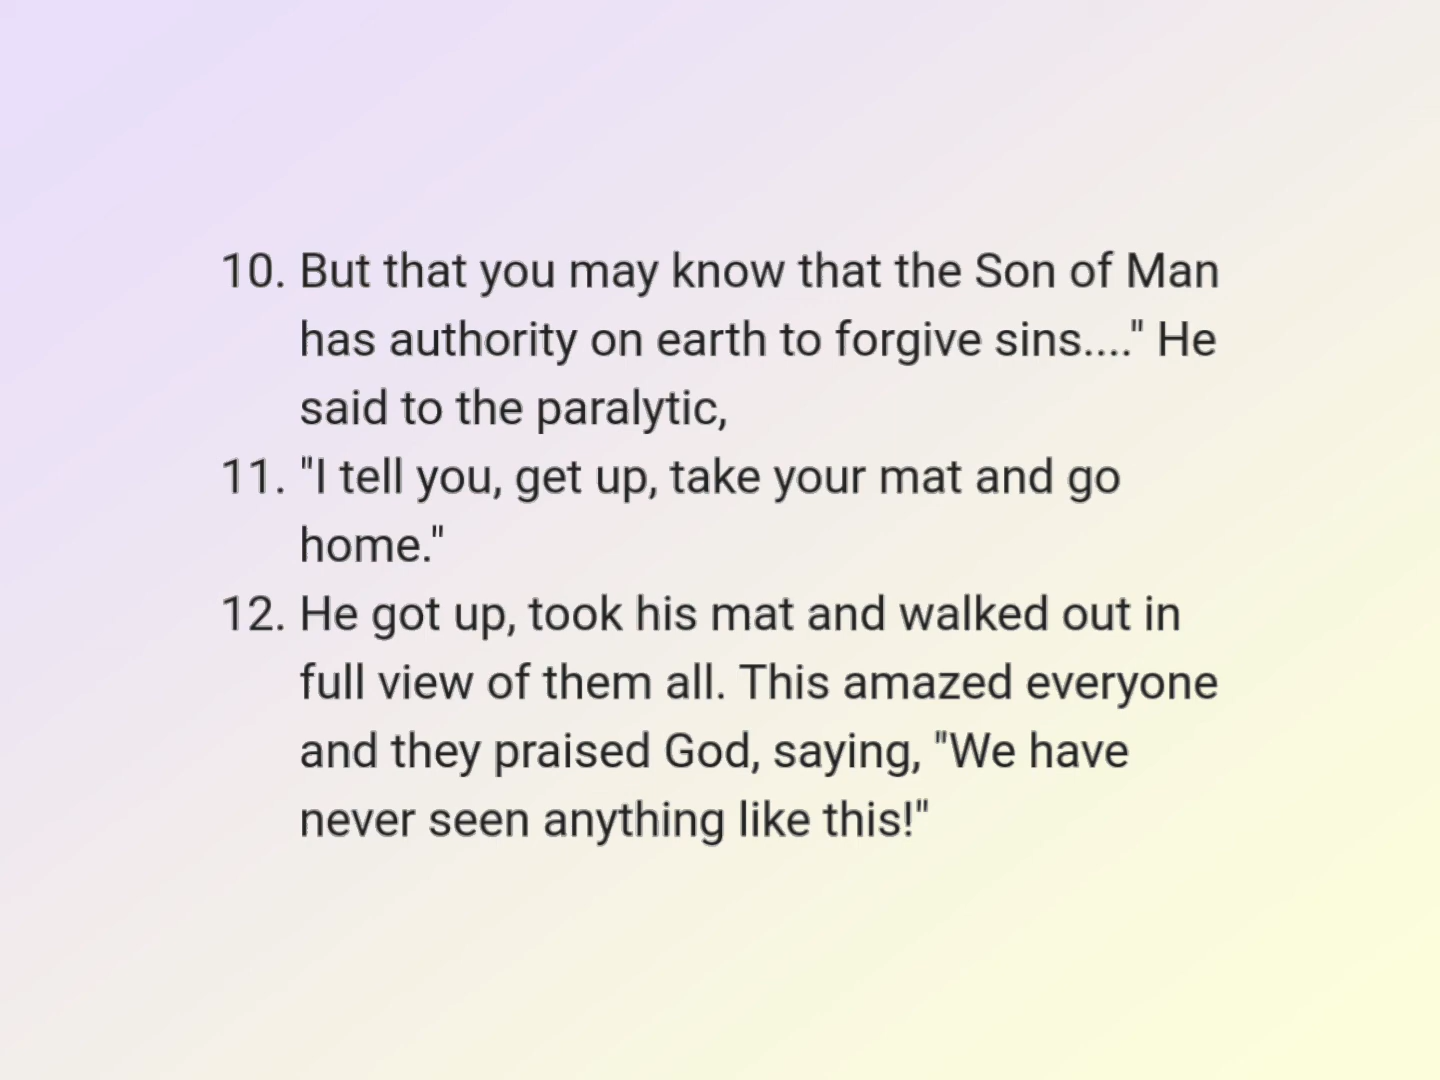 10. But that you may know that the Son of Man
has authority on earth to forgive sins...." He
said to the paralytic,
11. "I tell you, get up, take your mat and go
home."
12. He got up, took his mat and walked out in
full view of them all. This amazed everyone
and they praised God, saying, "We have
never seen anything like this!"